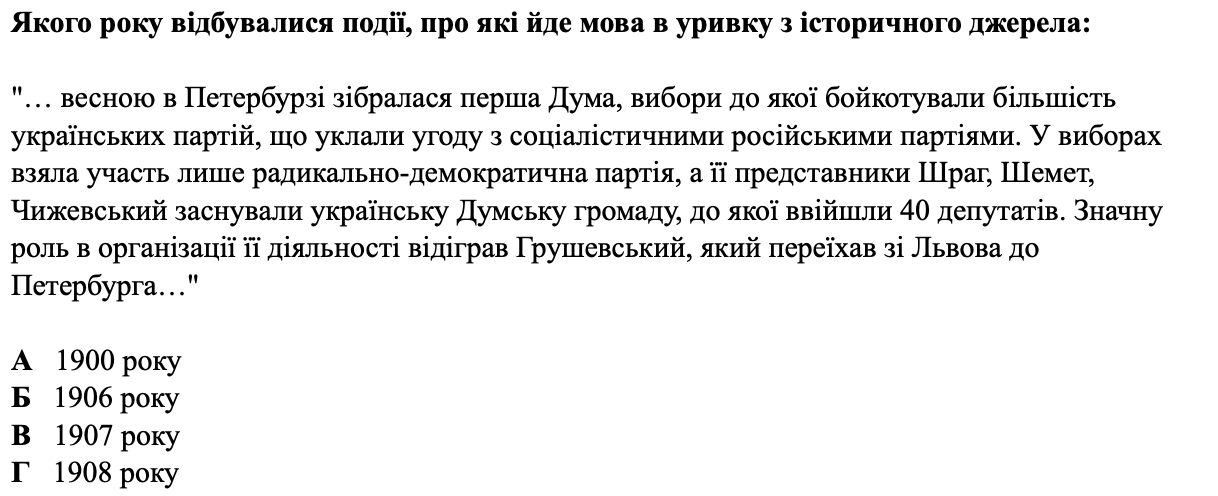 Якого року відбувалися події, про які йде мова в уривку з історичного джерела:
"… весною в Петербурзі зібралася перша Дума, вибори до якої бойкотували більшість
українських партій, що уклали угоду з соціалістичними російськими партіями. У виборах
взяла участь лише радикально-демократична партія, а її представники Шраг, Шемет,
Чижевський заснували українську Думську громаду, до якої ввійшли 40 депутатів. Значну
роль в організації її діяльності відіграв Грушевський, який переїхав зі Львова до
Петербурга…"
А 1900 року
Б 1906 року
В 1907 року
Г 1908 року